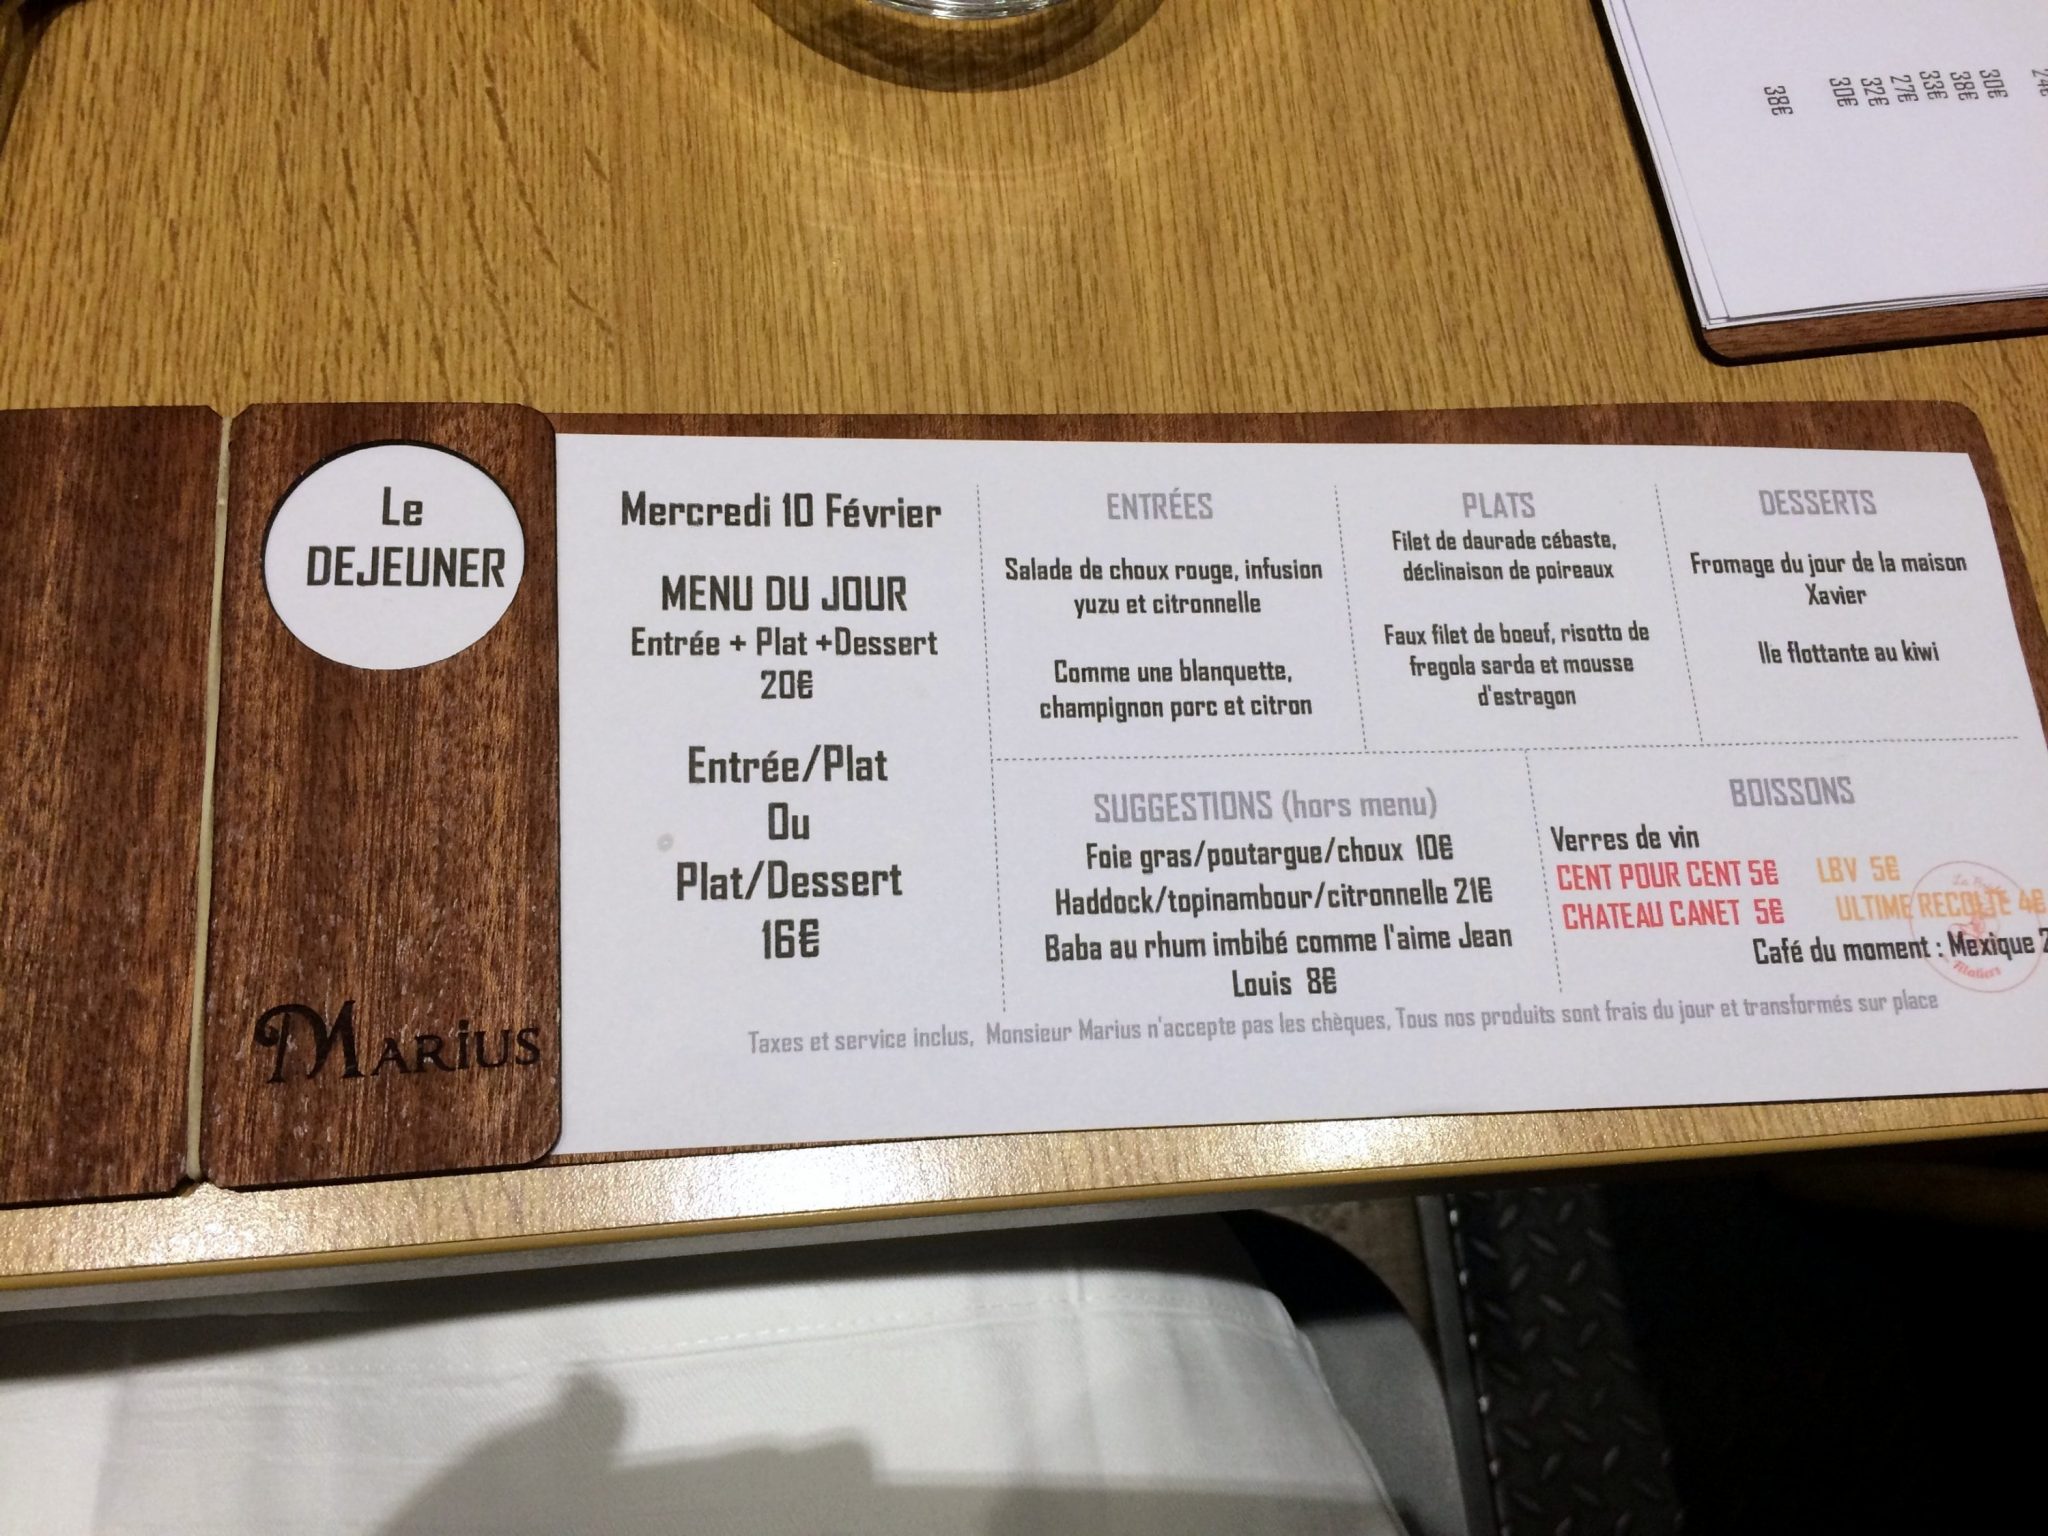 Le
DEJEUNER
MARiUS
Mercredi 10 Février
MENU DU JOUR
Entrée + Plat +Dessert
20€
Entrée/Plat
Ou
Plat/Dessert
16€
ENTRÉES
Salade de choux rouge, infusion
yuzu et citronnelle
Comme une blanquette,
champignon porc et citron
PLATS
Filet de daurade cébaste,
déclinaison de poireaux
Faux filet de boeuf, risotto de
fregola sarda et mousse
d'estragon
DESSERTS
Fromage du jour de la maison
Xavier
Ile flottante au kiwi
SUGGESTIONS (hors menu)
Foie gras/poutargue/choux 10€
Haddock/topinambour/citronnelle 21€
Baba au rhum imbibé comme l'aime Jean
Louis 8€
BOISSONS
Verres de vin
CENT POUR CENT 5€ LBV 5€
CHATEAU CANET 5€ ULTIME RECOLTE 4€
Café du moment : Mexique
Taxes et service inclus, Monsieur Marius n'accepte pas les chèques, Tous nos produits sont frais du jour et transformés sur place
30€
38€
33€
27€
32€
30€
38€